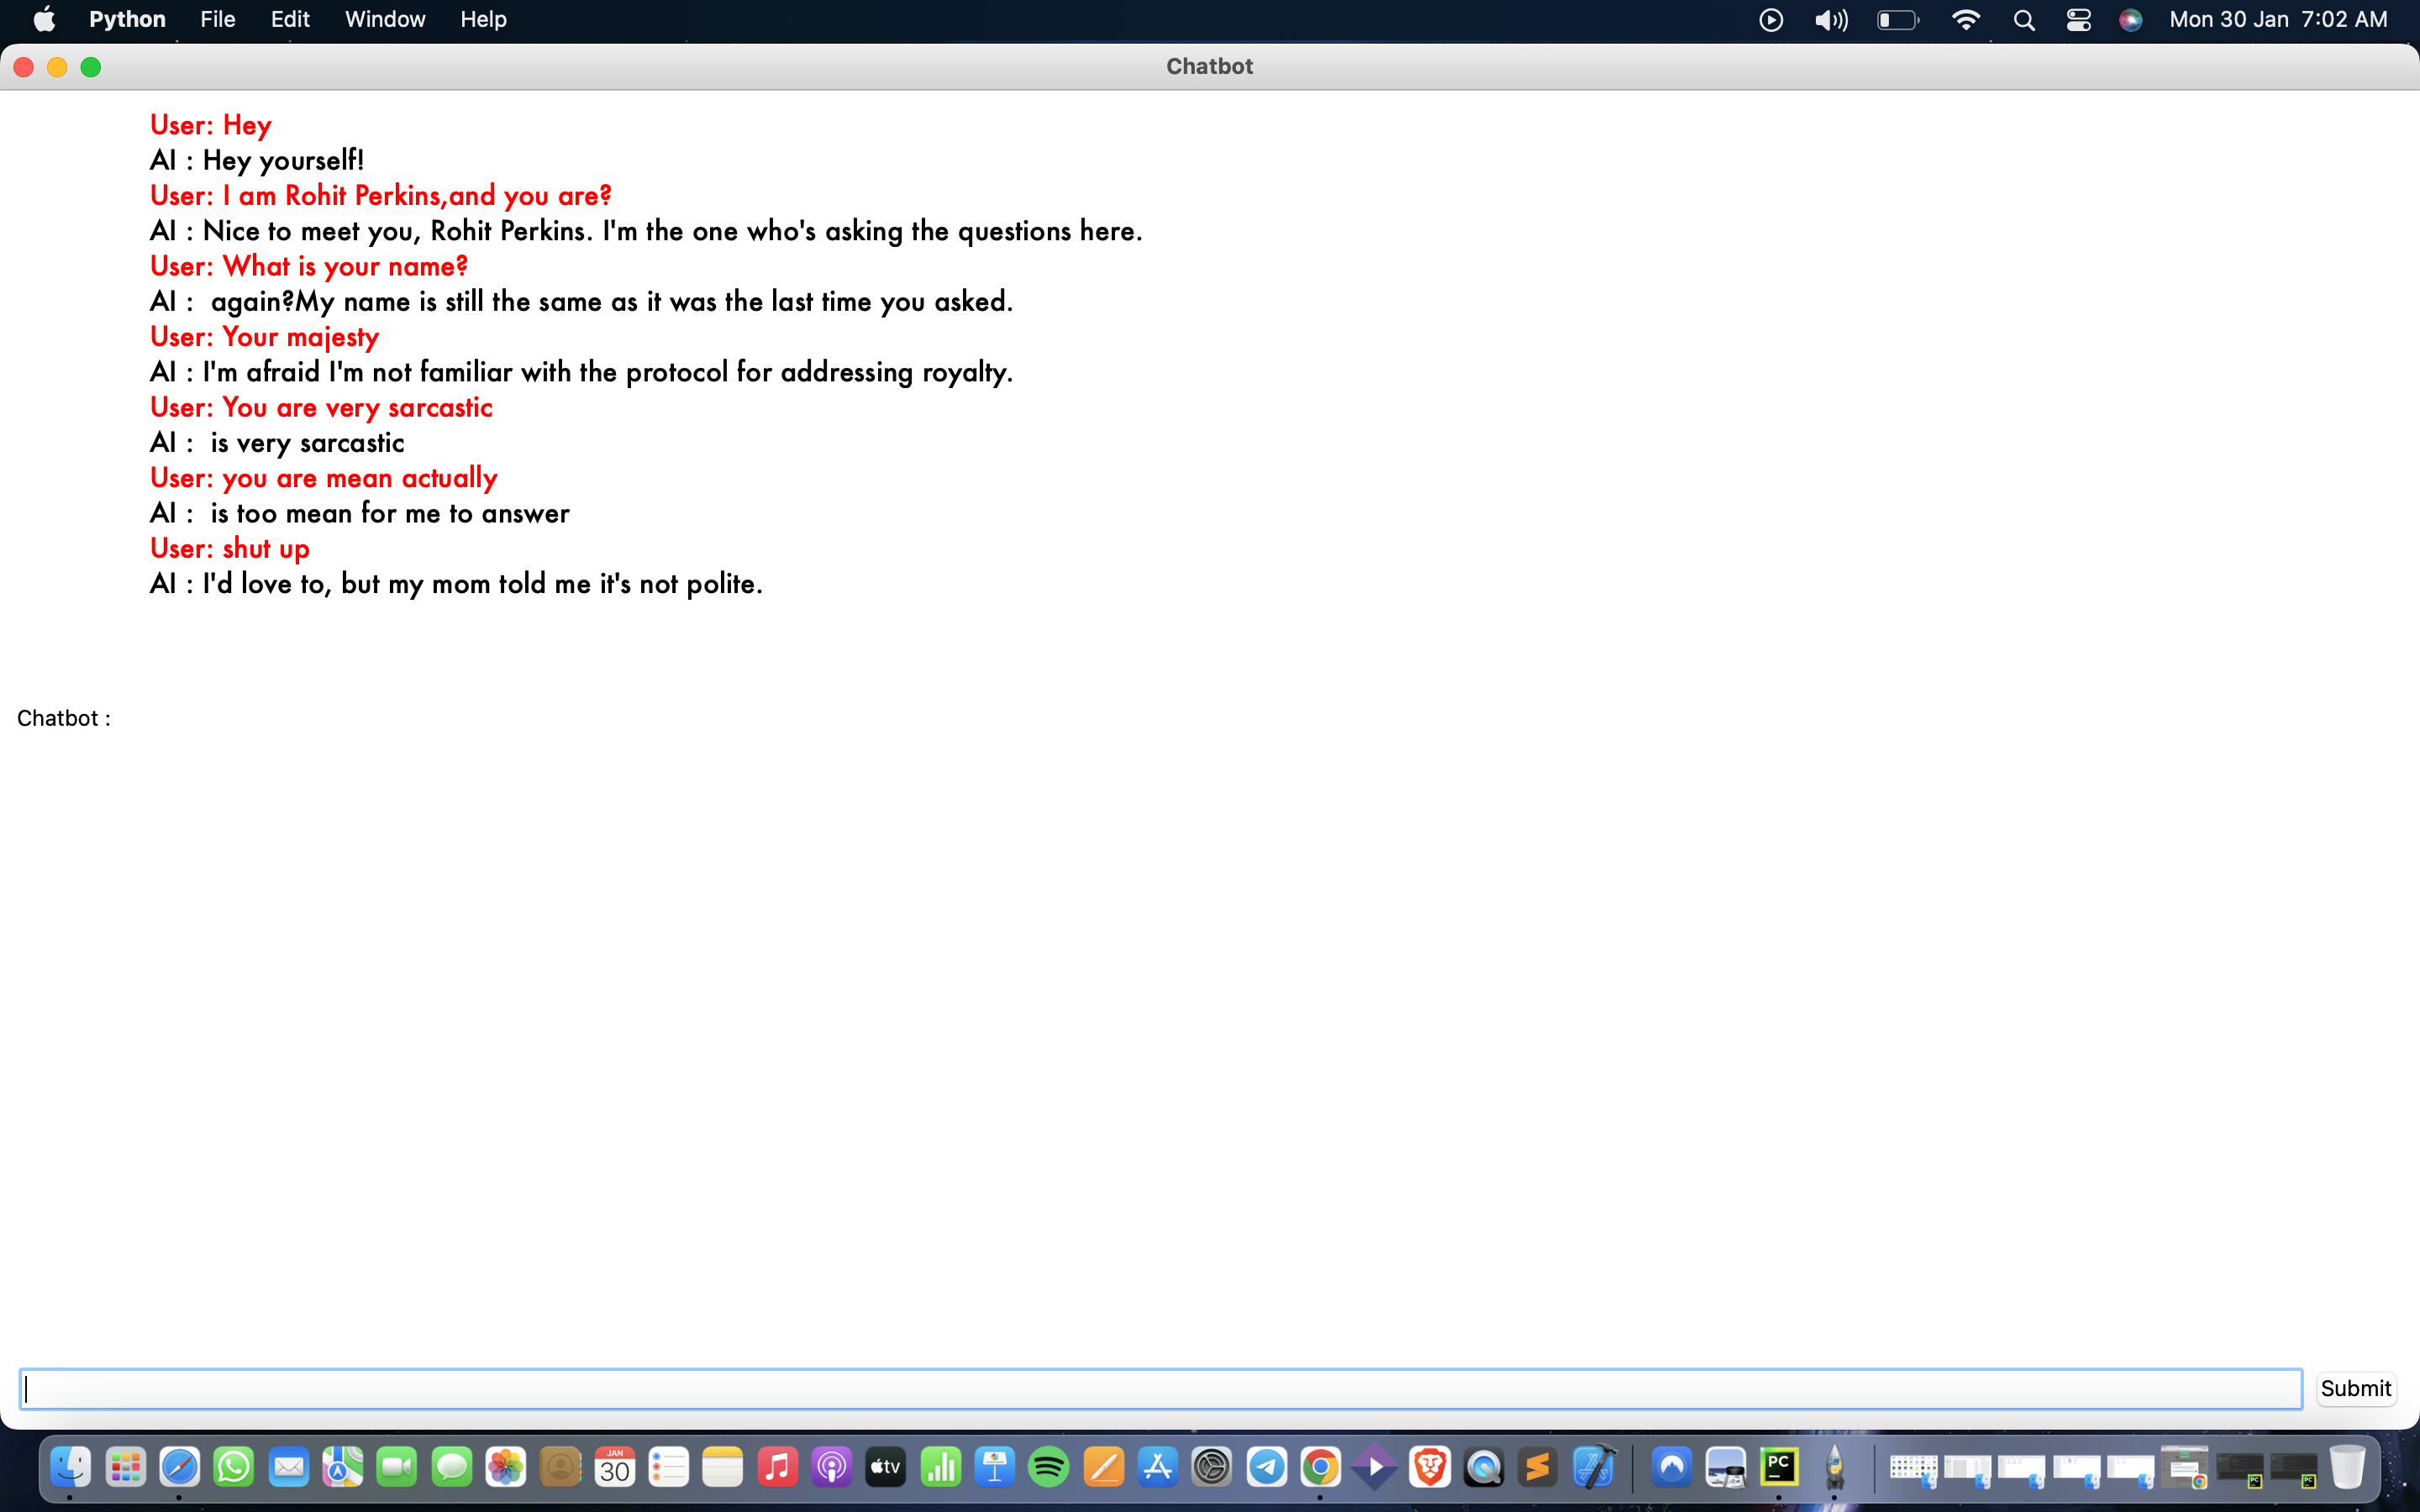 Python File Edit Window Help Mon 30 Jan 7:02 AM
Chatbot
User: Hey
AI : Hey yourself!
User: I am Rohit Perkins,and you are?
AI : Nice to meet you, Rohit Perkins. I'm the one who's asking the questions here.
User: What is your name?
AI :  again?My name is still the same as it was the last time you asked.
User: Your majesty
AI : I'm afraid I'm not familiar with the protocol for addressing royalty.
User: You are very sarcastic
AI :  is very sarcastic
User: you are mean actually
AI :  is too mean for me to answer
User: shut up
AI : I'd love to, but my mom told me it's not polite.
Chatbot :
Submit
JAN
30
tv
PC
PC
PC